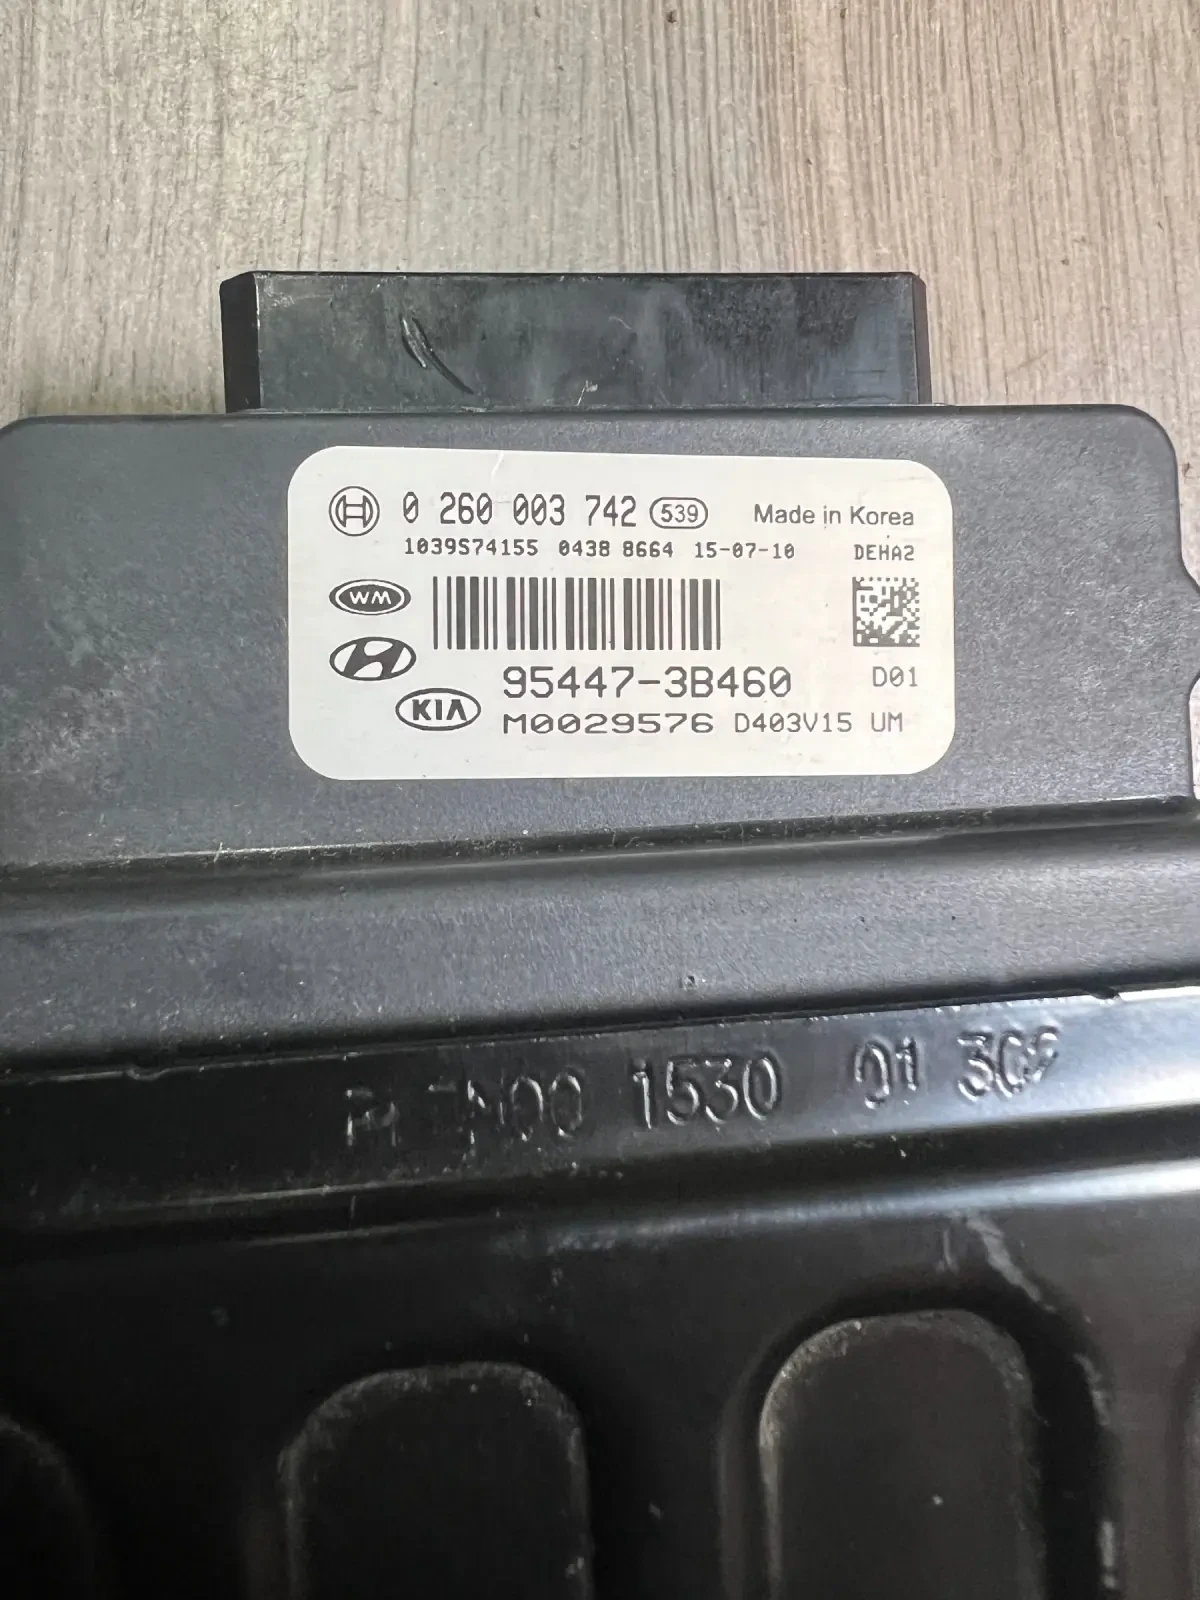 0 260 003 742 539 Made in Korea
1039S74155 0438 8664 15-07-10 DEHA2
WM
95447-3B460 D01
KIA
M0029576 D403V15 UM
1530 01